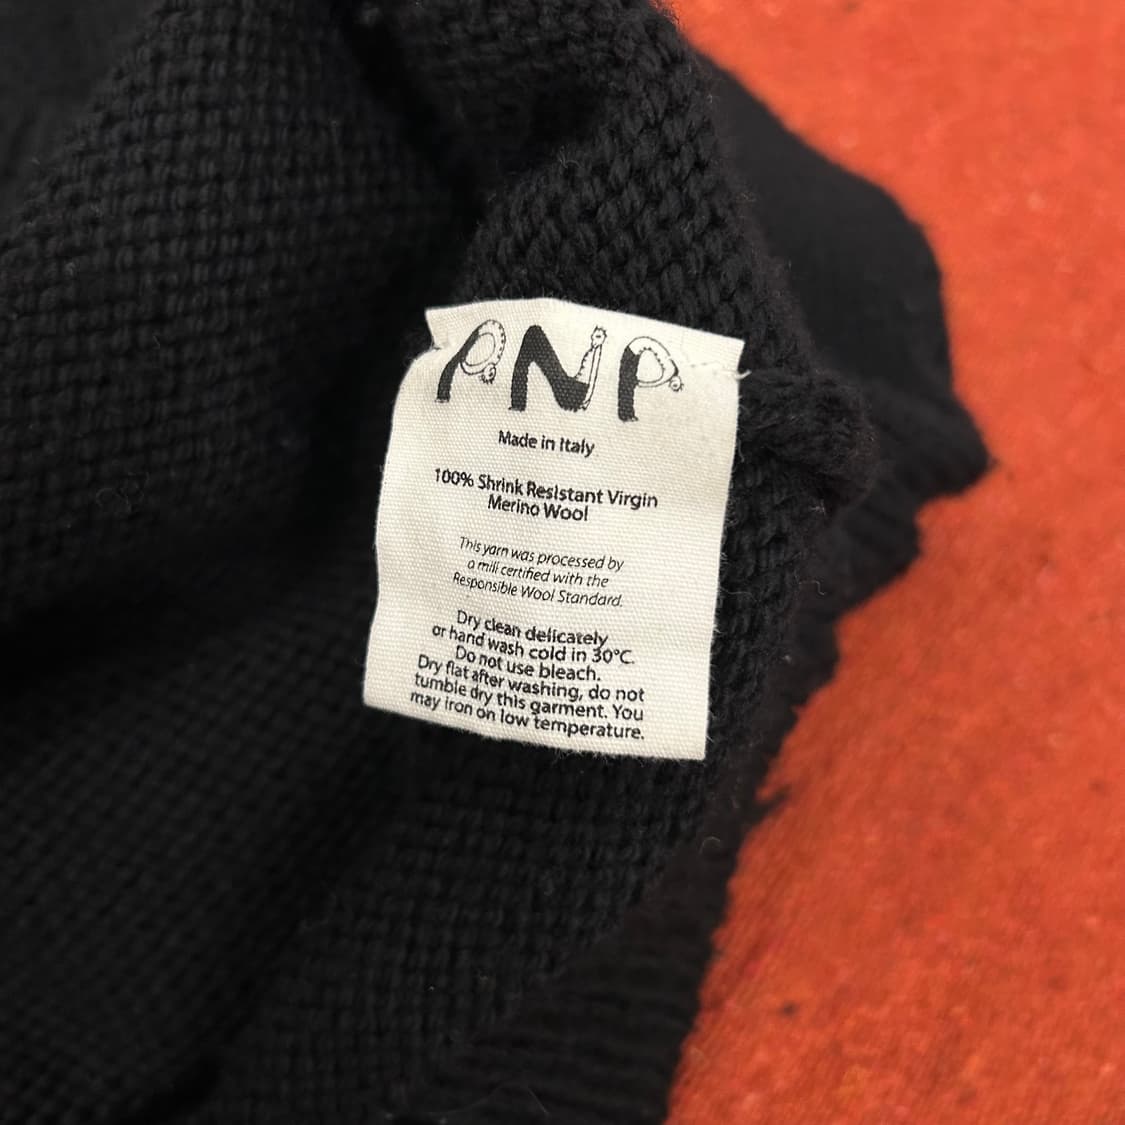 PNP
Made in Italy
100% Shrink Resistant Virgin
Merino Wool
This yarn was processed by
a mill certified with the
Responsible Wool Standard.
Dry clean delicately
or hand wash cold in 30°C.
Do not use bleach.
Dry flat after washing, do not
tumble dry this garment. You
may iron on low temperature.